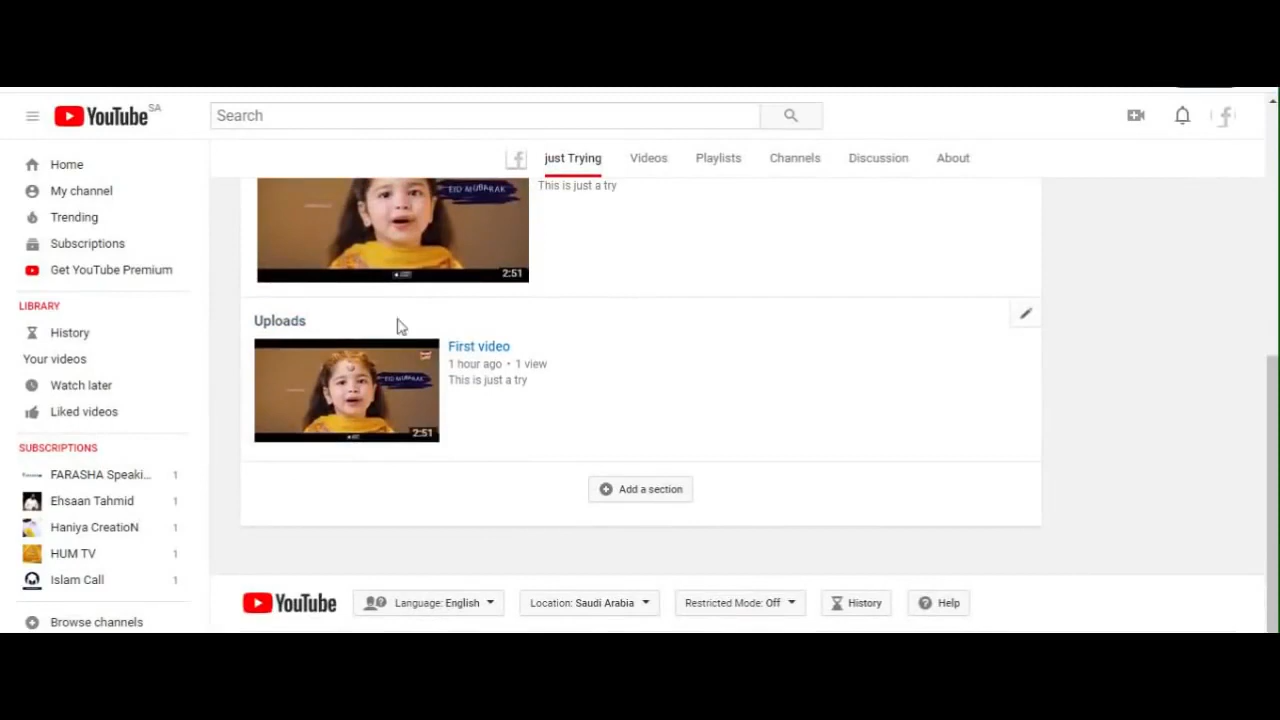 YouTube SA
Search
just Trying
Videos
Playlists
Channels
Discussion
About
Home
My channel
Trending
Subscriptions
Get YouTube Premium
LIBRARY
History
Your videos
Watch later
Liked videos
SUBSCRIPTIONS
FARASHA Speaki... 1
Ehsaan Tahmid 1
Haniya CreatioN 1
HUM TV 1
Islam Call 1
Browse channels
EID MUBARAK
2:51
This is just a try
Uploads
EID MUBARAK
2:51
First video
1 hour ago • 1 view
This is just a try
Add a section
YouTube
Language: English
Location: Saudi Arabia
Restricted Mode: Off
History
Help